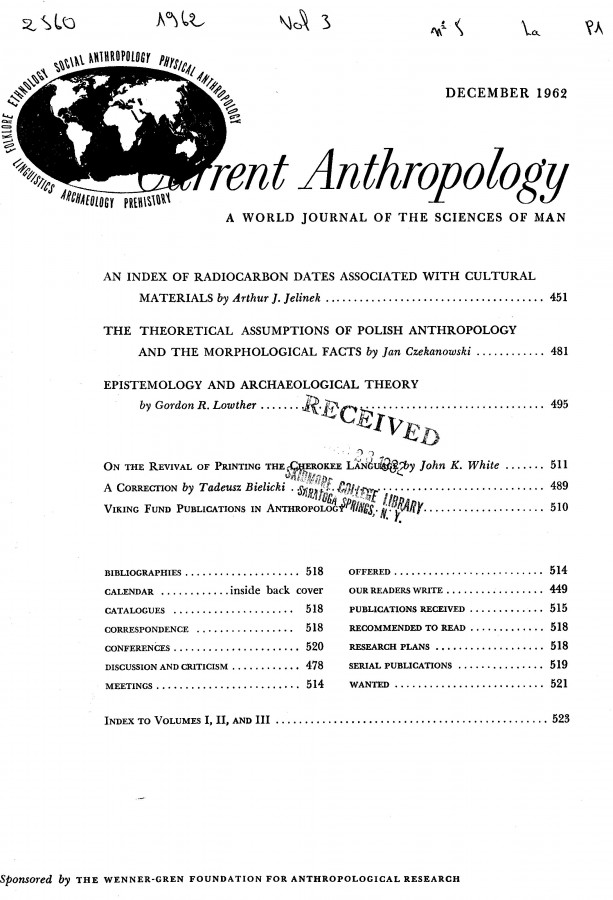 2560 1962 Vol 3 n° 5 La P1
FOLKLORE ETHNOLOGY SOCIAL ANTHROPOLOGY PHYSICAL ANTHROPOLOGY
LINGUISTICS ARCHAEOLOGY PREHISTORY
DECEMBER 1962
Current Anthropology
A WORLD JOURNAL OF THE SCIENCES OF MAN
AN INDEX OF RADIOCARBON DATES ASSOCIATED WITH CULTURAL
MATERIALS by Arthur J. Jelinek ....................................... 451
THE THEORETICAL ASSUMPTIONS OF POLISH ANTHROPOLOGY
AND THE MORPHOLOGICAL FACTS by Jan Czekanowski ............ 481
EPISTEMOLOGY AND ARCHAEOLOGICAL THEORY
by Gordon R. Lowther ................................................ 495
RECEIVED
ON THE REVIVAL OF PRINTING THE CHEROKEE LANGUAGE by John K. White ....... 511
A CORRECTION by Tadeusz Bielicki ............................................. 489
VIKING FUND PUBLICATIONS IN ANTHROPOLOGY ..................... 510
SKIDMORE COLLEGE LIBRARY
SARATOGA SPRINGS, N. Y.
BIBLIOGRAPHIES ..................... 518
CALENDAR ............inside back cover
CATALOGUES ...................... 518
CORRESPONDENCE .................. 518
CONFERENCES ...................... 520
DISCUSSION AND CRITICISM ............ 478
MEETINGS .......................... 514
OFFERED ........................... 514
OUR READERS WRITE ................. 449
PUBLICATIONS RECEIVED ............. 515
RECOMMENDED TO READ ............. 518
RESEARCH PLANS ................... 518
SERIAL PUBLICATIONS ............... 519
WANTED ........................... 521
INDEX TO VOLUMES I, II, AND III ................................................ 523
Sponsored by THE WENNER-GREN FOUNDATION FOR ANTHROPOLOGICAL RESEARCH